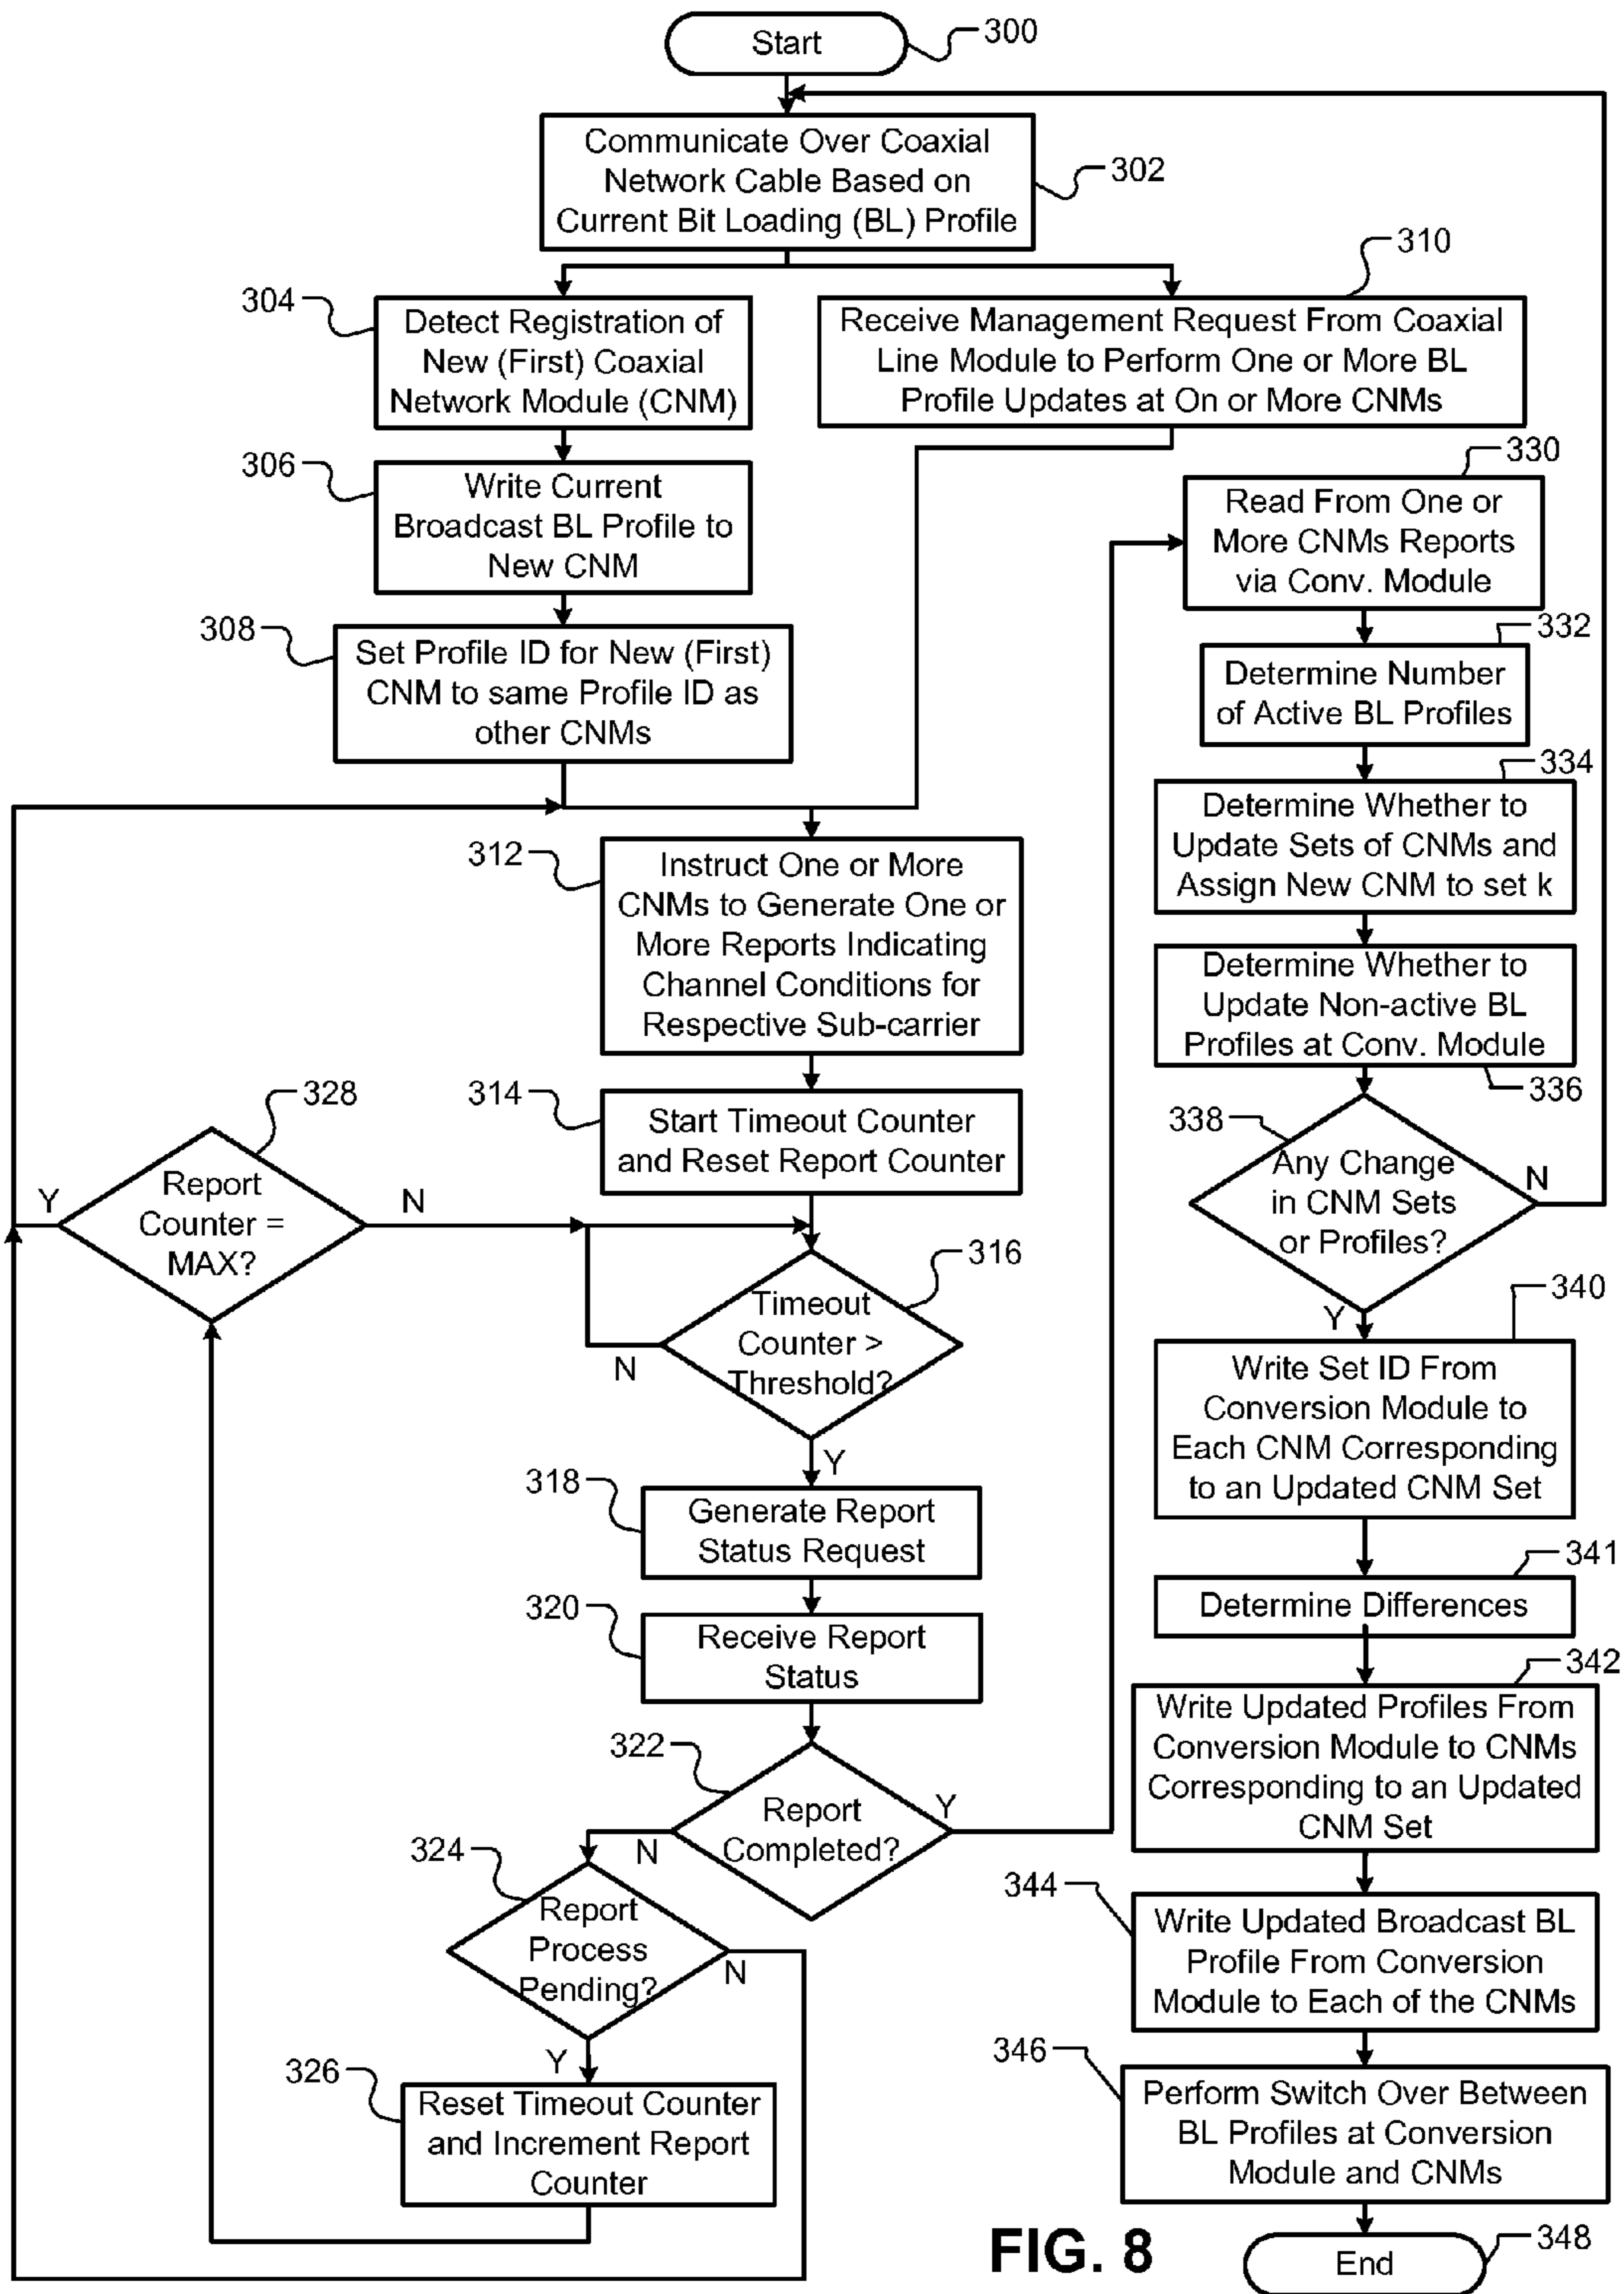 Start
300
Communicate Over Coaxial
Network Cable Based on
Current Bit Loading (BL) Profile
302
304
Detect Registration of
New (First) Coaxial
Network Module (CNM)
310
Receive Management Request From Coaxial
Line Module to Perform One or More BL
Profile Updates at On or More CNMs
306
Write Current
Broadcast BL Profile to
New CNM
308
Set Profile ID for New (First)
CNM to same Profile ID as
other CNMs
312
Instruct One or More
CNMs to Generate One or
More Reports Indicating
Channel Conditions for
Respective Sub-carrier
314
Start Timeout Counter
and Reset Report Counter
328
Report
Counter =
MAX?
Y
N
316
Timeout
Counter >
Threshold?
N
Y
318
Generate Report
Status Request
320
Receive Report
Status
322
Report
Completed?
Y
N
324
Report
Process
Pending?
N
Y
326
Reset Timeout Counter
and Increment Report
Counter
330
Read From One or
More CNMs Reports
via Conv. Module
332
Determine Number
of Active BL Profiles
334
Determine Whether to
Update Sets of CNMs and
Assign New CNM to set k
Determine Whether to
Update Non-active BL
Profiles at Conv. Module
336
338
Any Change
in CNM Sets
or Profiles?
N
Y
340
Write Set ID From
Conversion Module to
Each CNM Corresponding
to an Updated CNM Set
341
Determine Differences
342
Write Updated Profiles From
Conversion Module to CNMs
Corresponding to an Updated
CNM Set
344
Write Updated Broadcast BL
Profile From Conversion
Module to Each of the CNMs
346
Perform Switch Over Between
BL Profiles at Conversion
Module and CNMs
End
348
FIG. 8